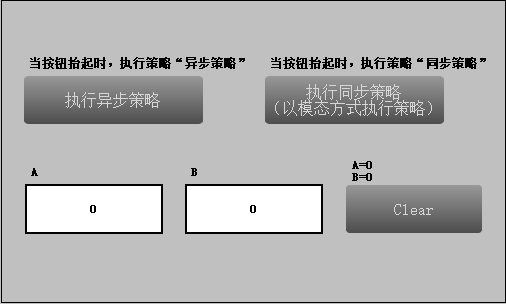 当按钮抬起时，执行策略“异步策略”
当按钮抬起时，执行策略“同步策略”
执行异步策略
执行同步策略
（以模态方式执行策略）
A
B
A=0
B=0
0
0
Clear